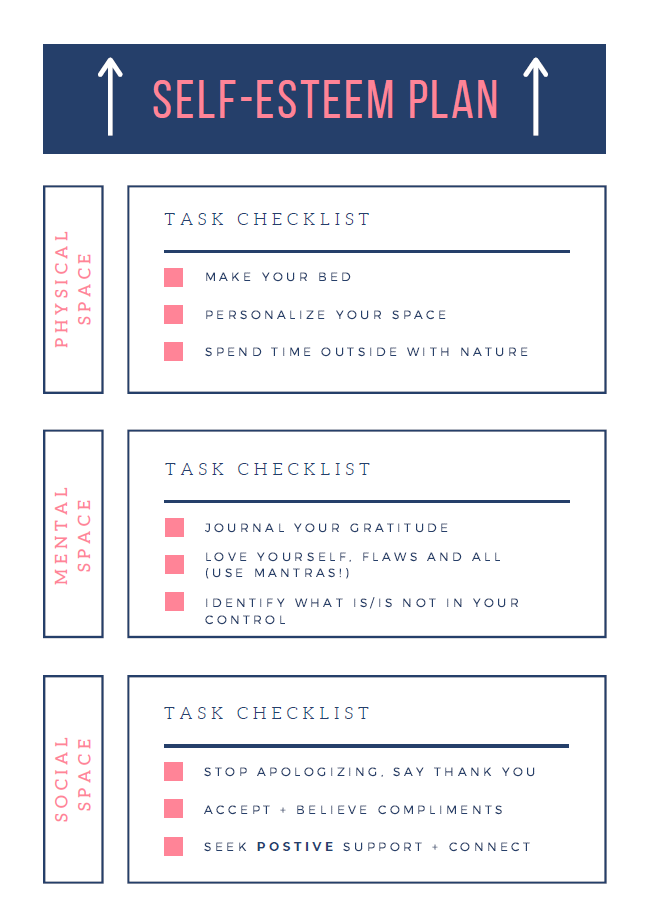 SELF-ESTEEM PLAN
PHYSICAL
SPACE
TASK CHECKLIST
MAKE YOUR BED
PERSONALIZE YOUR SPACE
SPEND TIME OUTSIDE WITH NATURE
MENTAL
SPACE
TASK CHECKLIST
JOURNAL YOUR GRATITUDE
LOVE YOURSELF, FLAWS AND ALL
(USE MANTRAS!)
IDENTIFY WHAT IS/IS NOT IN YOUR
CONTROL
SOCIAL
SPACE
TASK CHECKLIST
STOP APOLOGIZING, SAY THANK YOU
ACCEPT + BELIEVE COMPLIMENTS
SEEK POSTIVE SUPPORT + CONNECT